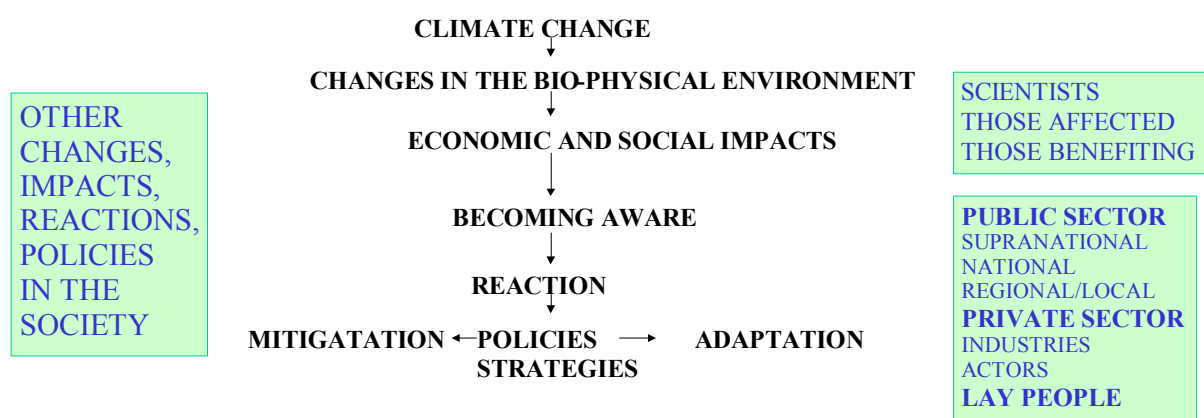 CLIMATE CHANGE
CHANGES IN THE BIO-PHYSICAL ENVIRONMENT
ECONOMIC AND SOCIAL IMPACTS
BECOMING AWARE
REACTION
MITIGATATION POLICIES ADAPTATION
STRATEGIES
OTHER
CHANGES,
IMPACTS,
REACTIONS,
POLICIES
IN THE
SOCIETY
SCIENTISTS
THOSE AFFECTED
THOSE BENEFITING
PUBLIC SECTOR
SUPRANATIONAL
NATIONAL
REGIONAL/LOCAL
PRIVATE SECTOR
INDUSTRIES
ACTORS
LAY PEOPLE